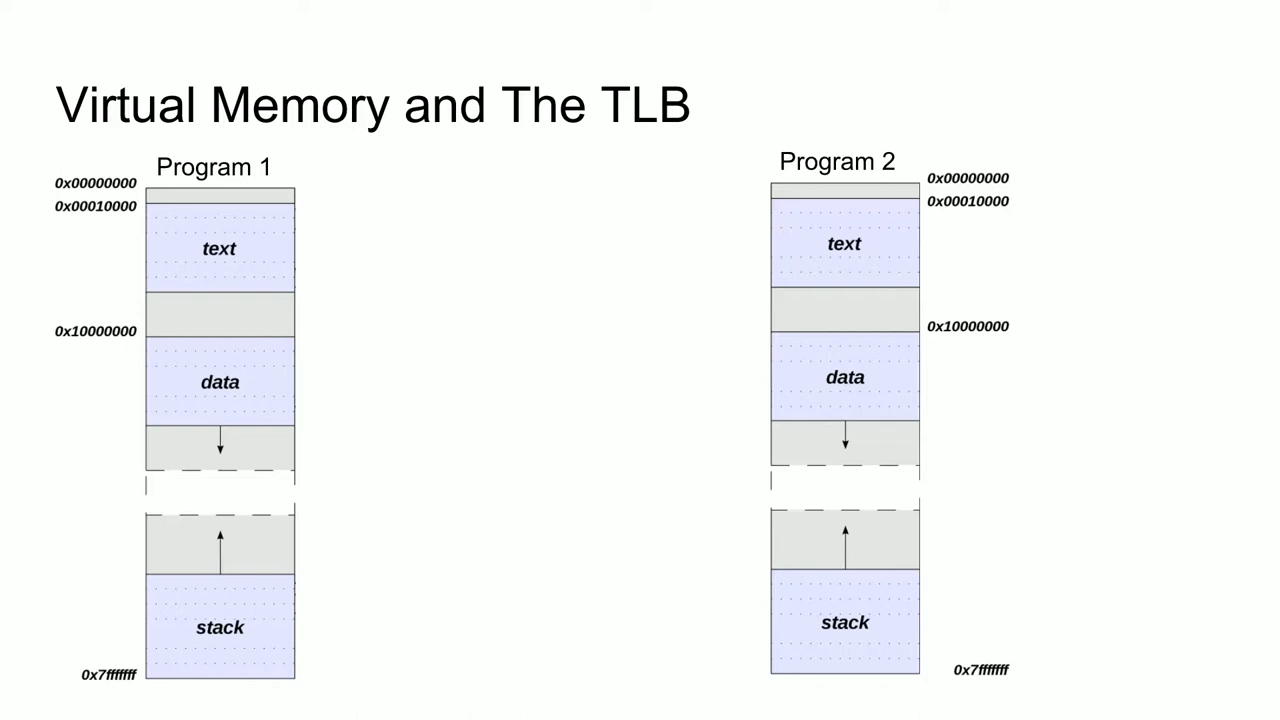 Virtual Memory and The TLB
Program 1
0x00000000
0x00010000
text
0x10000000
data
stack
0x7fffffff
Program 2
0x00000000
0x00010000
text
0x10000000
data
stack
0x7fffffff